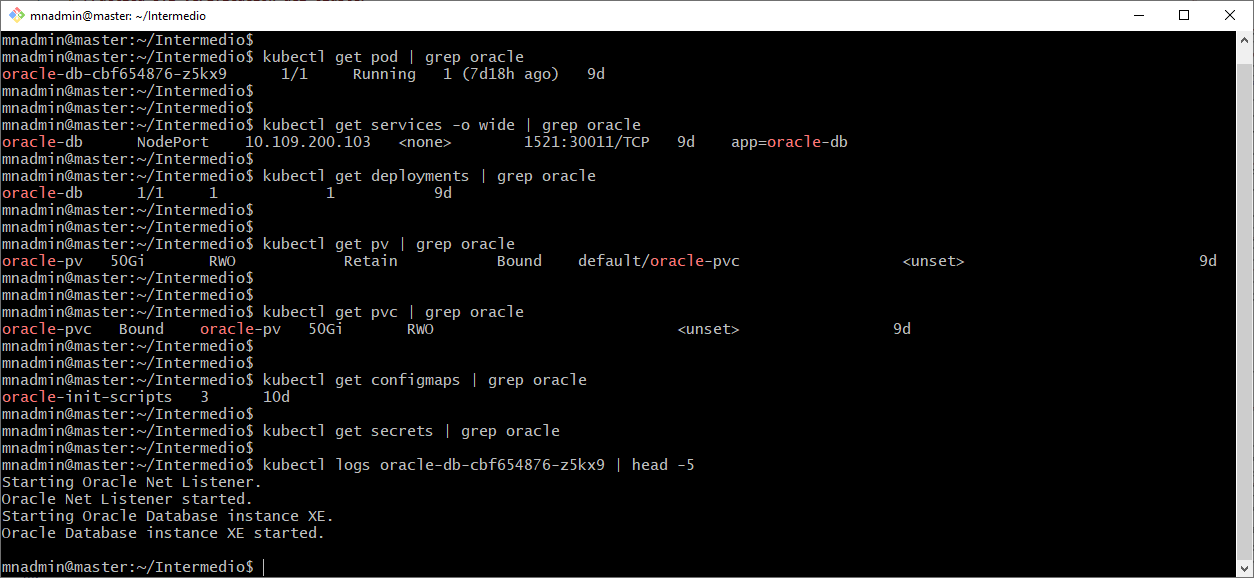 mnadmin@master: ~/Intermedio
mnadmin@master:~/Intermedio$
mnadmin@master:~/Intermedio$ kubectl get pod | grep oracle
oracle-db-cbf654876-z5kx9      1/1     Running   1 (7d18h ago)   9d
mnadmin@master:~/Intermedio$
mnadmin@master:~/Intermedio$
mnadmin@master:~/Intermedio$ kubectl get services -o wide | grep oracle
oracle-db      NodePort    10.109.200.103   <none>        1521:30011/TCP   9d    app=oracle-db
mnadmin@master:~/Intermedio$
mnadmin@master:~/Intermedio$ kubectl get deployments | grep oracle
oracle-db      1/1     1            1           9d
mnadmin@master:~/Intermedio$
mnadmin@master:~/Intermedio$
mnadmin@master:~/Intermedio$ kubectl get pv | grep oracle
oracle-pv   50Gi       RWO            Retain           Bound    default/oracle-pvc                  <unset>                          9d
mnadmin@master:~/Intermedio$
mnadmin@master:~/Intermedio$
mnadmin@master:~/Intermedio$ kubectl get pvc | grep oracle
oracle-pvc   Bound    oracle-pv   50Gi       RWO                           <unset>                 9d
mnadmin@master:~/Intermedio$
mnadmin@master:~/Intermedio$
mnadmin@master:~/Intermedio$ kubectl get configmaps | grep oracle
oracle-init-scripts   3      10d
mnadmin@master:~/Intermedio$
mnadmin@master:~/Intermedio$ kubectl get secrets | grep oracle
mnadmin@master:~/Intermedio$
mnadmin@master:~/Intermedio$ kubectl logs oracle-db-cbf654876-z5kx9 | head -5
Starting Oracle Net Listener.
Oracle Net Listener started.
Starting Oracle Database instance XE.
Oracle Database instance XE started.
mnadmin@master:~/Intermedio$